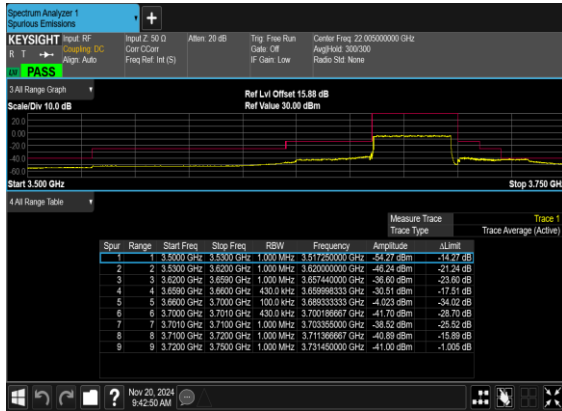 Spectrum Analyzer 1
Spurious Emissions
KEYSIGHT
R T
LW
PASS
Input: RF
Coupling: DC
Align: Auto
Input Z: 50 Ω
Corr CCorr
Freq Ref: Int (S)
Atten: 20 dB
Trig: Free Run
Gate: Off
IF Gain: Low
Center Freq: 22.005000000 GHz
Avg|Hold: 300/300
Radio Std: None
3 All Range Graph
Scale/Div 10.0 dB
Ref Lvl Offset 15.88 dB
Ref Value 30.00 dBm
20.0
0.00
-20.0
-40.0
-60.0
Start 3.500 GHz
Stop 3.750 GH
4 All Range Table
Measure Trace Trace 1
Trace Type Trace Average (Active)
Spur Range Start Freq Stop Freq RBW Frequency Amplitude ΔLimit
1 1 3.5000 GHz 3.5300 GHz 1.000 MHz 3.517250000 GHz -54.27 dBm -14.27 dB
2 2 3.5300 GHz 3.6200 GHz 1.000 MHz 3.620000000 GHz -46.24 dBm -21.24 dB
3 3 3.6200 GHz 3.6590 GHz 1.000 MHz 3.657440000 GHz -36.60 dBm -23.60 dB
4 4 3.6590 GHz 3.6600 GHz 430.0 kHz 3.659998333 GHz -30.51 dBm -17.51 dB
5 5 3.6600 GHz 3.7000 GHz 100.0 kHz 3.689333333 GHz -4.023 dBm -34.02 dB
6 6 3.7000 GHz 3.7010 GHz 430.0 kHz 3.700186667 GHz -41.70 dBm -28.70 dB
7 7 3.7010 GHz 3.7100 GHz 1.000 MHz 3.703355000 GHz -38.52 dBm -25.52 dB
8 8 3.7100 GHz 3.7200 GHz 1.000 MHz 3.711366667 GHz -40.89 dBm -15.89 dB
9 9 3.7200 GHz 3.7500 GHz 1.000 MHz 3.731450000 GHz -41.00 dBm -1.005 dB
Nov 20, 2024
9:42:50 AM